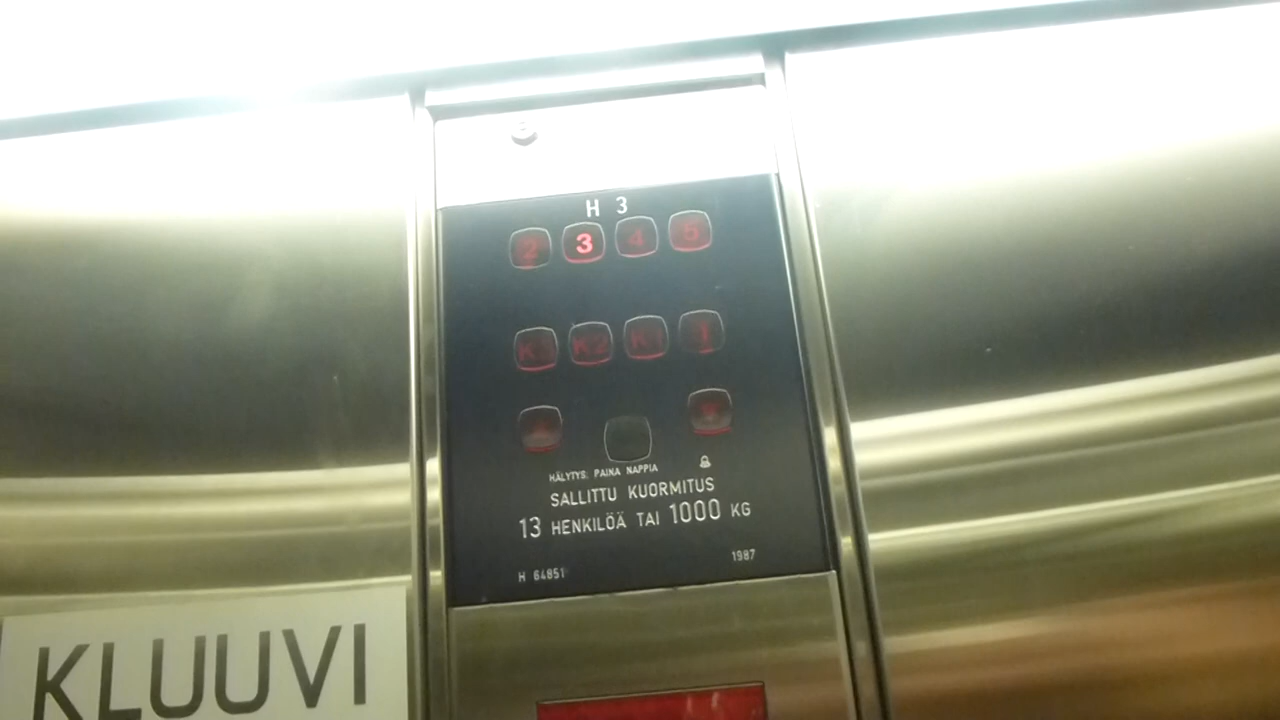 H 3
2 3 4 5
K3 K2 K1 1
HÄLYTYS. PAINA NAPPIA
SALLITTU KUORMITUS
13 HENKILÖÄ TAI 1000 KG
1987
H 64851
KLUUVI